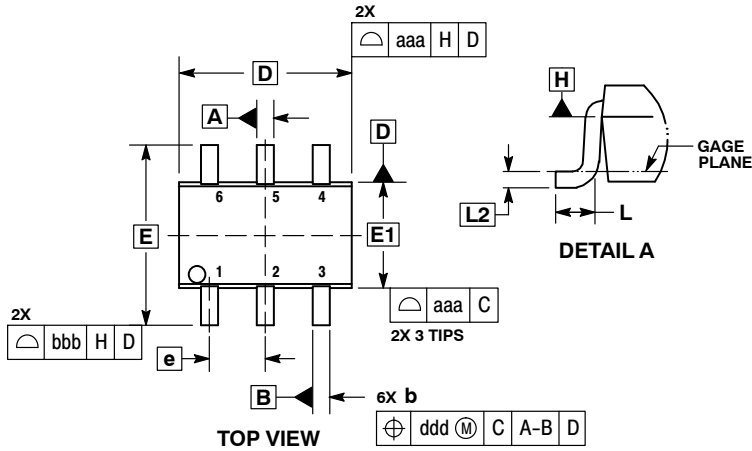 2X
⌓ aaa H D
D
A
D
H
GAGE
PLANE
L2
L
DETAIL A
6 5 4
E
E1
1 2 3
⌓ aaa C
2X 3 TIPS
2X
⌓ bbb H D
e
B
6X b
⌖ ddd Ⓜ C A-B D
TOP VIEW